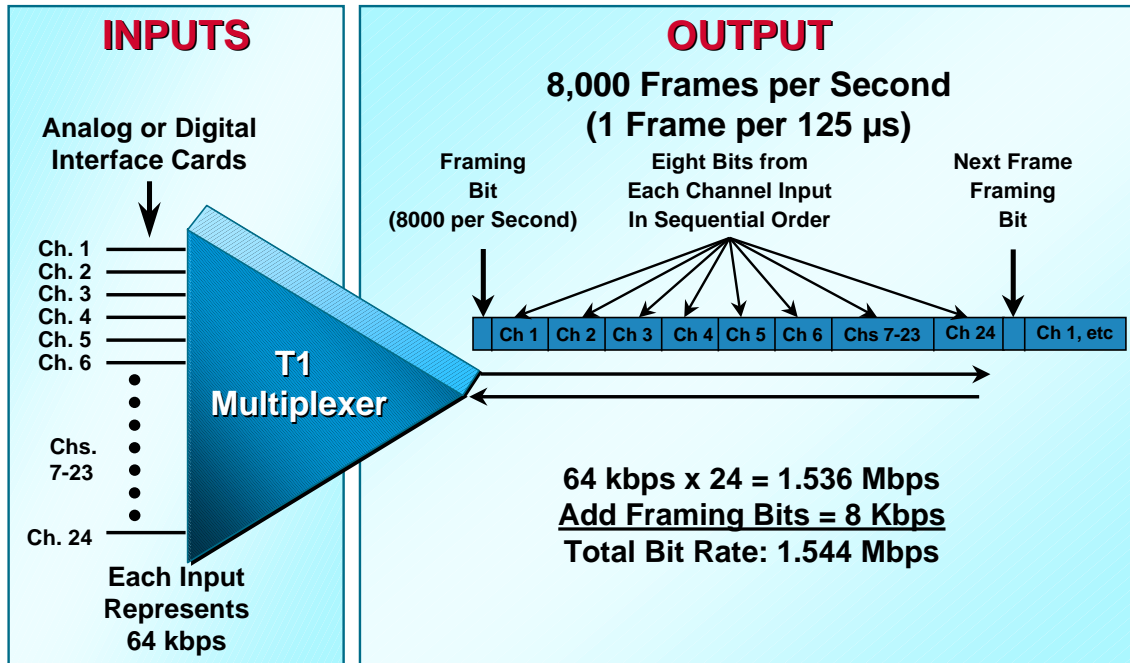 INPUTS
Analog or Digital
Interface Cards
Ch. 1
Ch. 2
Ch. 3
Ch. 4
Ch. 5
Ch. 6
Chs.
7-23
Ch. 24
T1
Multiplexer
Each Input
Represents
64 kbps
OUTPUT
8,000 Frames per Second
(1 Frame per 125 µs)
Framing
Bit
(8000 per Second)
Eight Bits from
Each Channel Input
In Sequential Order
Next Frame
Framing
Bit
Ch 1 Ch 2 Ch 3 Ch 4 Ch 5 Ch 6 Chs 7-23 Ch 24 Ch 1, etc
64 kbps x 24 = 1.536 Mbps
Add Framing Bits = 8 Kbps
Total Bit Rate: 1.544 Mbps